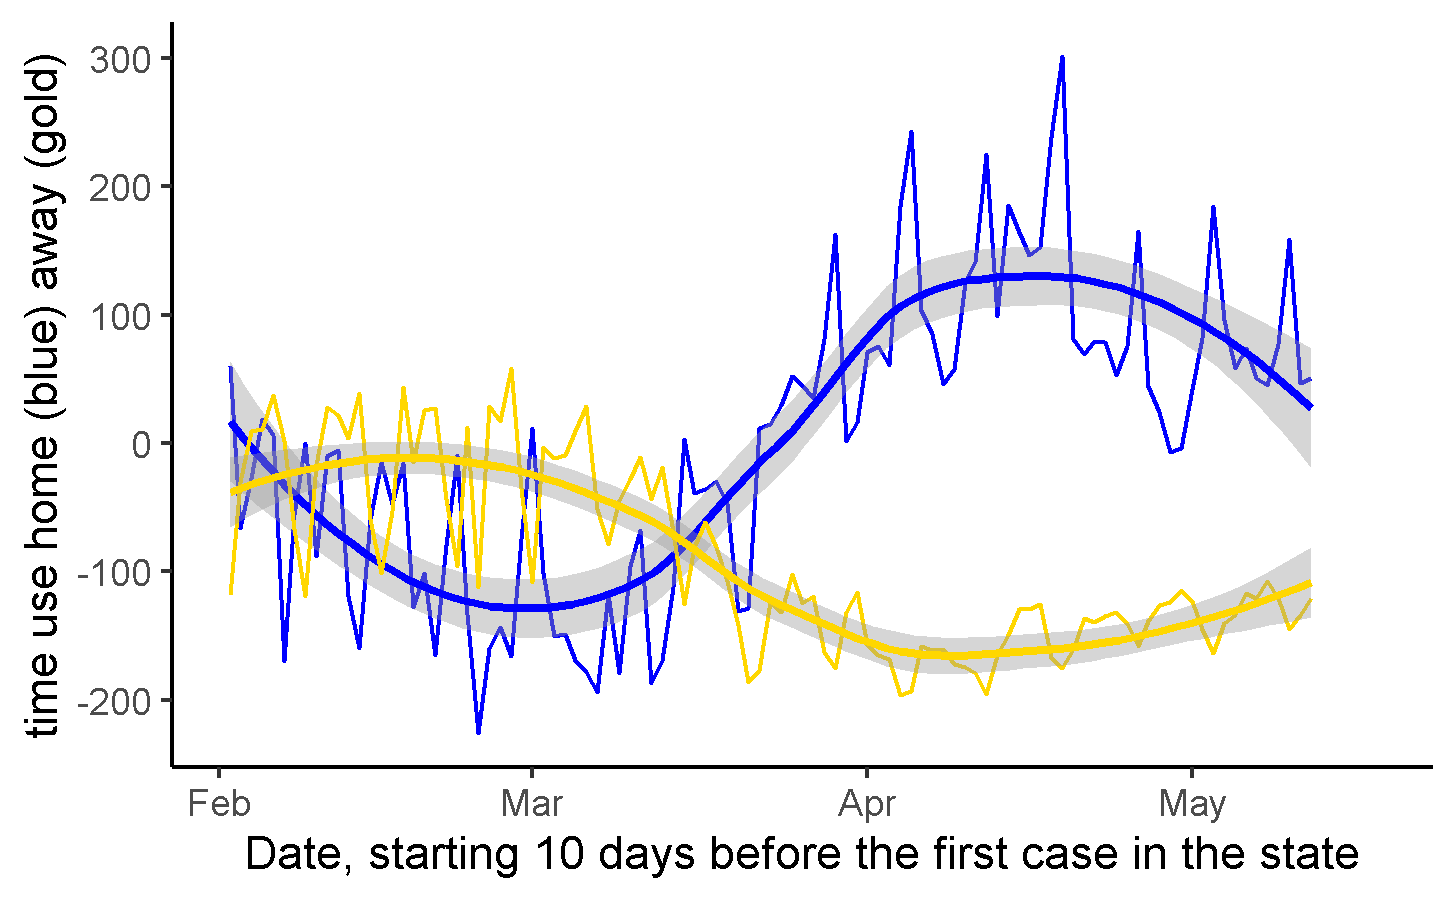 time use home (blue) away (gold)
300
200
100
0
-100
-200
Feb Mar Apr May
Date, starting 10 days before the first case in the state